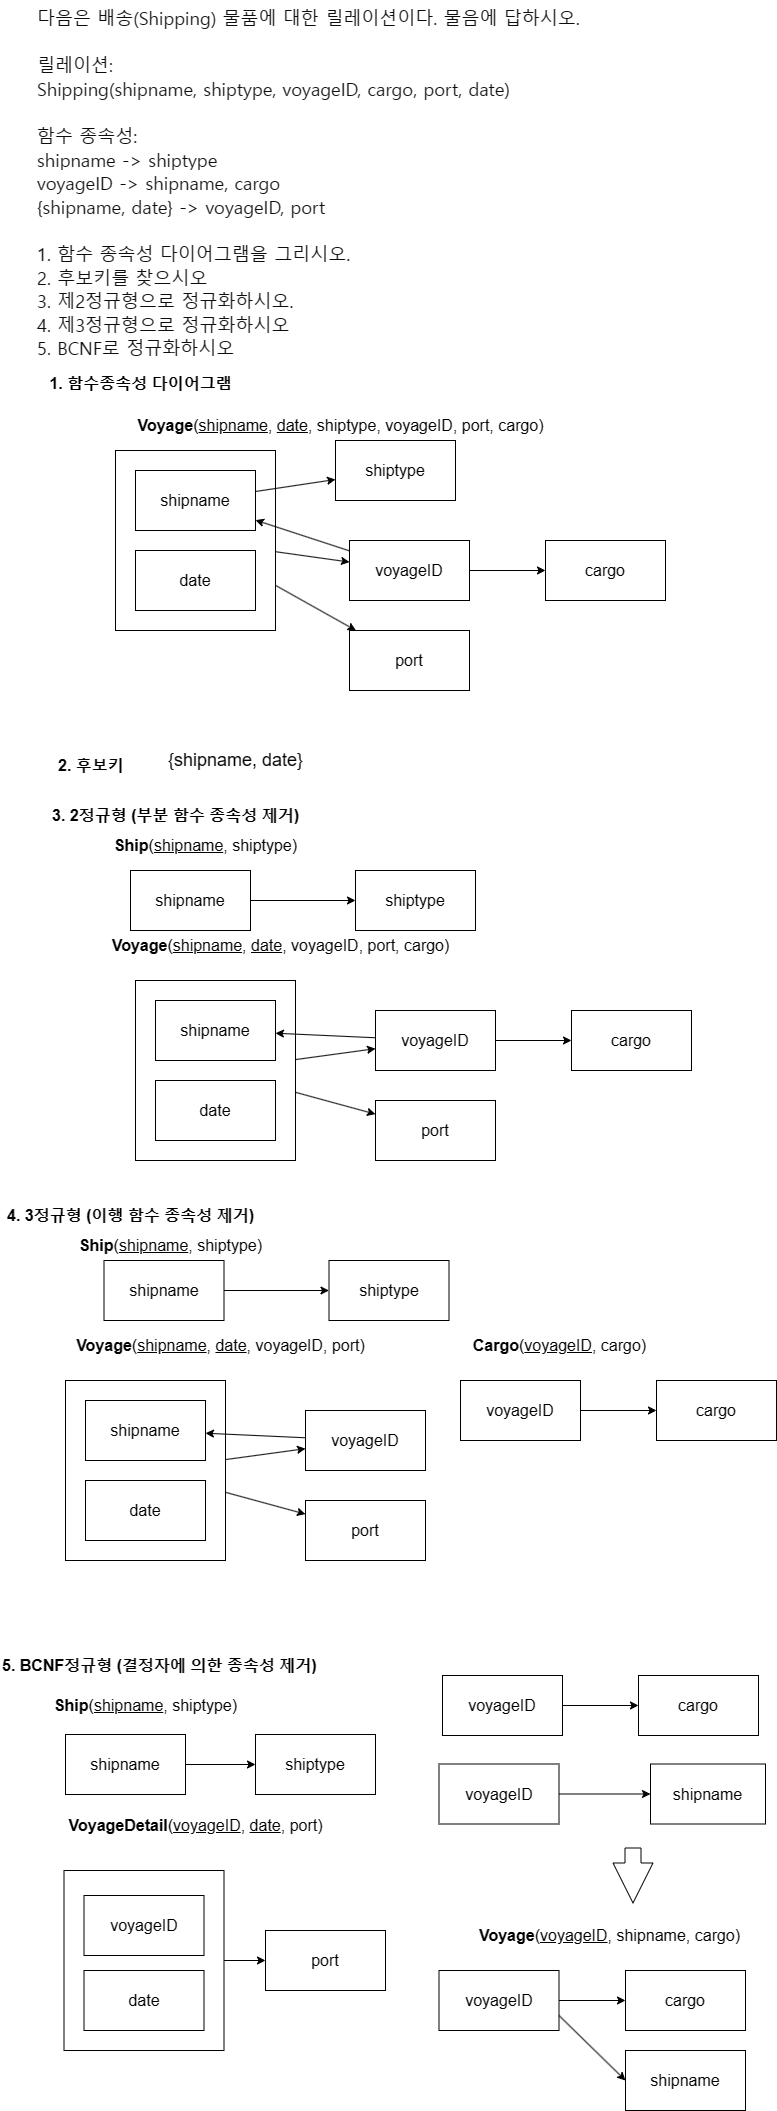 다음은 배송(Shipping) 물품에 대한 릴레이션이다. 물음에 답하시오.
릴레이션:
Shipping(shipname, shiptype, voyageID, cargo, port, date)
함수 종속성:
shipname -> shiptype
voyageID -> shipname, cargo
{shipname, date} -> voyageID, port
1. 함수 종속성 다이어그램을 그리시오.
2. 후보키를 찾으시오
3. 제2정규형으로 정규화하시오.
4. 제3정규형으로 정규화하시오
5. BCNF로 정규화하시오
1. 함수종속성 다이어그램
Voyage(shipname, date, shiptype, voyageID, port, cargo)
shiptype
shipname
voyageID
cargo
date
port
2. 후보키
{shipname, date}
3. 2정규형 (부분 함수 종속성 제거)
Ship(shipname, shiptype)
shipname
shiptype
Voyage(shipname, date, voyageID, port, cargo)
shipname
voyageID
cargo
date
port
4. 3정규형 (이행 함수 종속성 제거)
Ship(shipname, shiptype)
shipname
shiptype
Voyage(shipname, date, voyageID, port)
Cargo(voyageID, cargo)
shipname
voyageID
voyageID
cargo
date
port
5. BCNF정규형 (결정자에 의한 종속성 제거)
Ship(shipname, shiptype)
voyageID
cargo
shipname
shiptype
voyageID
shipname
VoyageDetail(voyageID, date, port)
voyageID
date
port
Voyage(voyageID, shipname, cargo)
voyageID
cargo
shipname